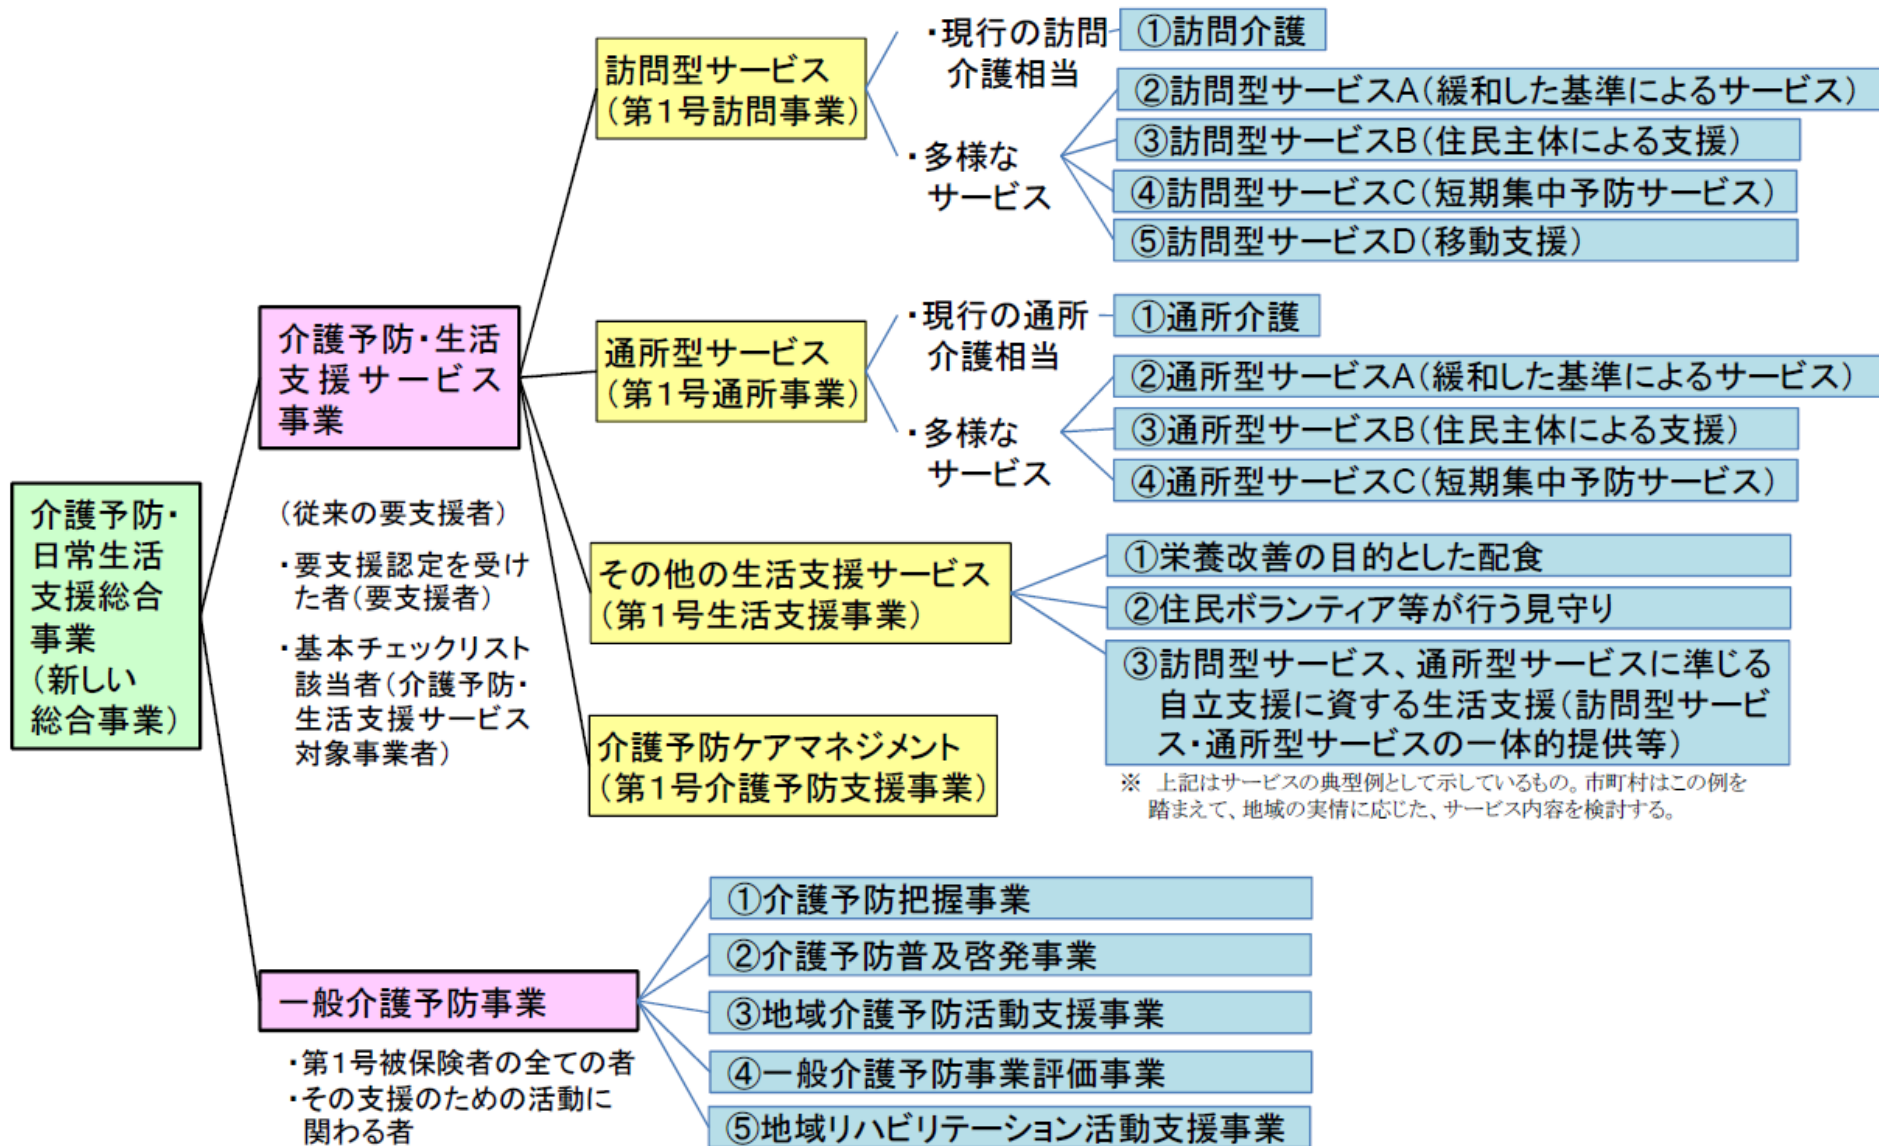 介護予防・
日常生活
支援総合
事業
（新しい
総合事業）
介護予防・生活
支援サービス
事業
（従来の要支援者）
・要支援認定を受け
た者（要支援者）
・基本チェックリスト
該当者（介護予防・
生活支援サービス
対象事業者）
訪問型サービス
（第１号訪問事業）
・現行の訪問
介護相当
①訪問介護
・多様な
サービス
②訪問型サービスA（緩和した基準によるサービス）
③訪問型サービスB（住民主体による支援）
④訪問型サービスC（短期集中予防サービス）
⑤訪問型サービスD（移動支援）
通所型サービス
（第１号通所事業）
・現行の通所
介護相当
①通所介護
・多様な
サービス
②通所型サービスA（緩和した基準によるサービス）
③通所型サービスB（住民主体による支援）
④通所型サービスC（短期集中予防サービス）
その他の生活支援サービス
（第１号生活支援事業）
①栄養改善の目的とした配食
②住民ボランティア等が行う見守り
③訪問型サービス、通所型サービスに準じる
自立支援に資する生活支援（訪問型サービ
ス・通所型サービスの一体的提供等）
※　上記はサービスの典型例として示しているもの。市町村はこの例を
踏まえて、地域の実情に応じた、サービス内容を検討する。
介護予防ケアマネジメント
（第１号介護予防支援事業）
一般介護予防事業
・第１号被保険者の全ての者
・その支援のための活動に
関わる者
①介護予防把握事業
②介護予防普及啓発事業
③地域介護予防活動支援事業
④一般介護予防事業評価事業
⑤地域リハビリテーション活動支援事業